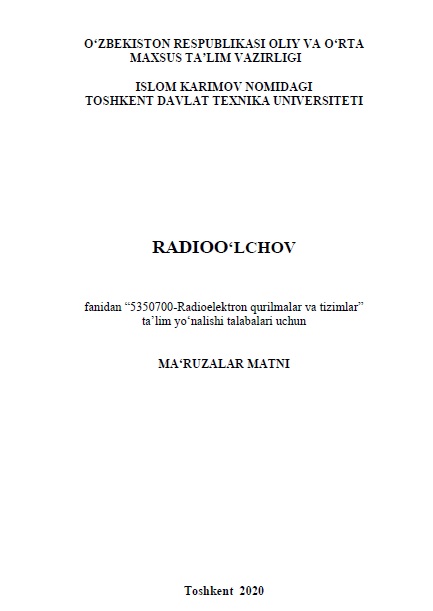 O‘ZBEKISTON RESPUBLIKASI OLIY VA O‘RTA
MAXSUS TA’LIM VAZIRLIGI
ISLOM KARIMOV NOMIDAGI
TOSHKENT DAVLAT TEXNIKA UNIVERSITETI
RADIOO‘LCHOV
fanidan “5350700-Radioelektron qurilmalar va tizimlar”
ta’lim yo‘nalishi talabalari uchun
MA‘RUZALAR MATNI
Toshkent 2020